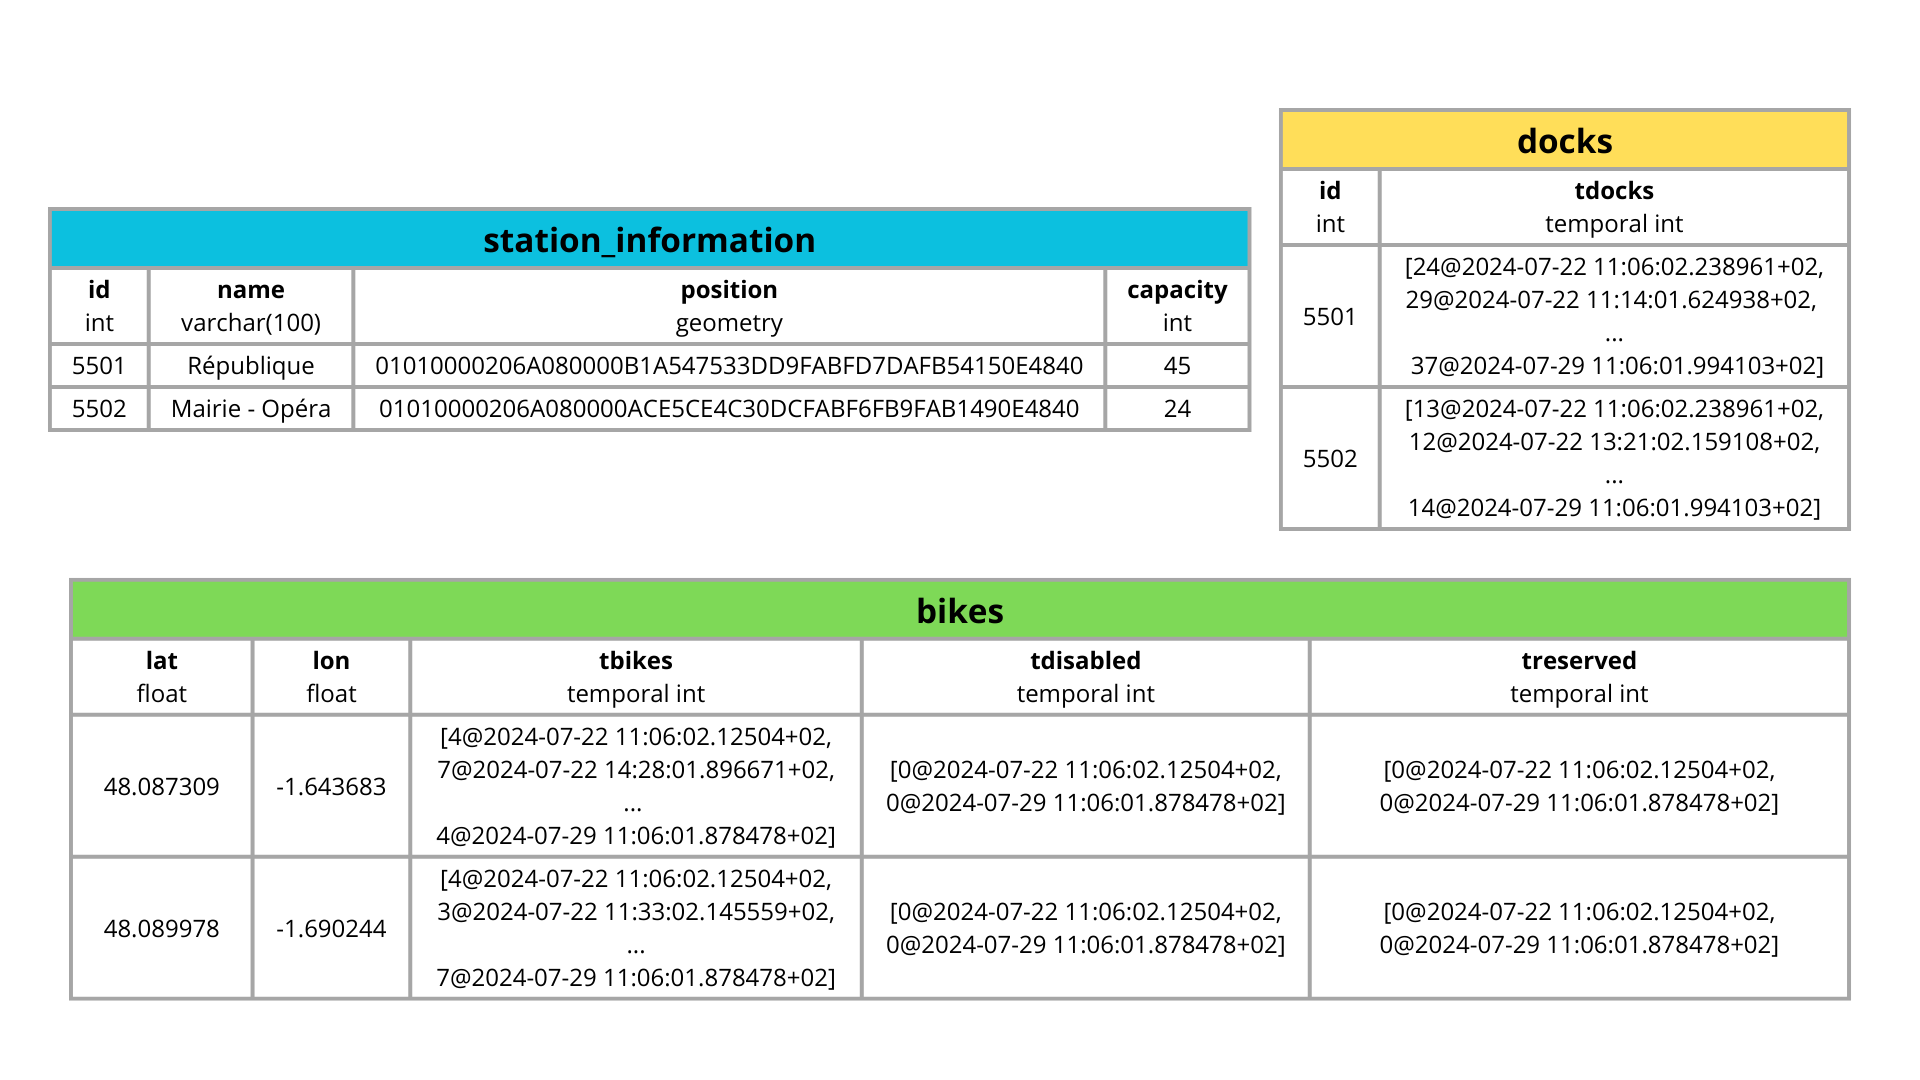 station_information
id
int
name
varchar(100)
position
geometry
capacity
int
5501
République
01010000206A080000B1A547533DD9FABFD7DAFB54150E4840
45
5502
Mairie - Opéra
01010000206A080000ACE5CE4C30DCFABF6FB9FAB1490E4840
24
docks
id
int
tdocks
temporal int
5501
[24@2024-07-22 11:06:02.238961+02,
29@2024-07-22 11:14:01.624938+02,
...
37@2024-07-29 11:06:01.994103+02]
5502
[13@2024-07-22 11:06:02.238961+02,
12@2024-07-22 13:21:02.159108+02,
...
14@2024-07-29 11:06:01.994103+02]
bikes
lat
float
lon
float
tbikes
temporal int
tdisabled
temporal int
treserved
temporal int
48.087309
-1.643683
[4@2024-07-22 11:06:02.12504+02,
7@2024-07-22 14:28:01.896671+02,
...
4@2024-07-29 11:06:01.878478+02]
[0@2024-07-22 11:06:02.12504+02,
0@2024-07-29 11:06:01.878478+02]
[0@2024-07-22 11:06:02.12504+02,
0@2024-07-29 11:06:01.878478+02]
48.089978
-1.690244
[4@2024-07-22 11:06:02.12504+02,
3@2024-07-22 11:33:02.145559+02,
...
7@2024-07-29 11:06:01.878478+02]
[0@2024-07-22 11:06:02.12504+02,
0@2024-07-29 11:06:01.878478+02]
[0@2024-07-22 11:06:02.12504+02,
0@2024-07-29 11:06:01.878478+02]